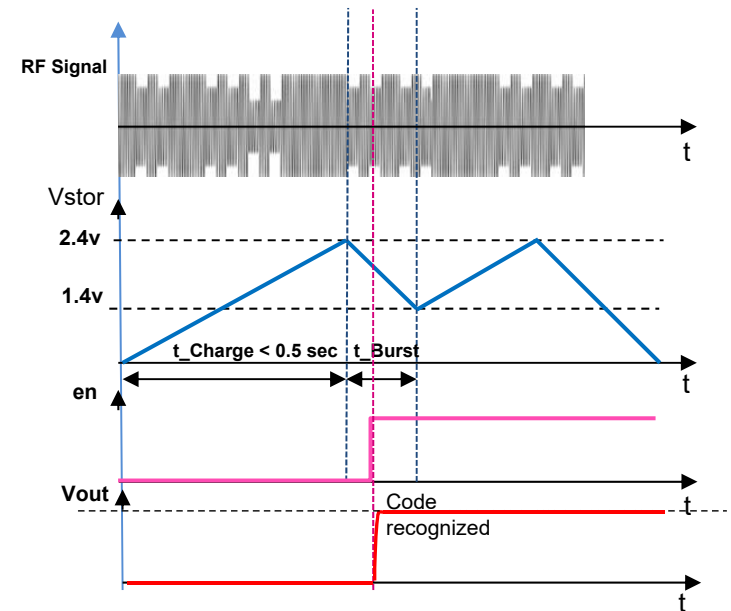 RF Signal
t
Vstor
2.4v
1.4v
t_Charge < 0.5 sec
t_Burst
t
en
t
Vout
Code
recognized
t